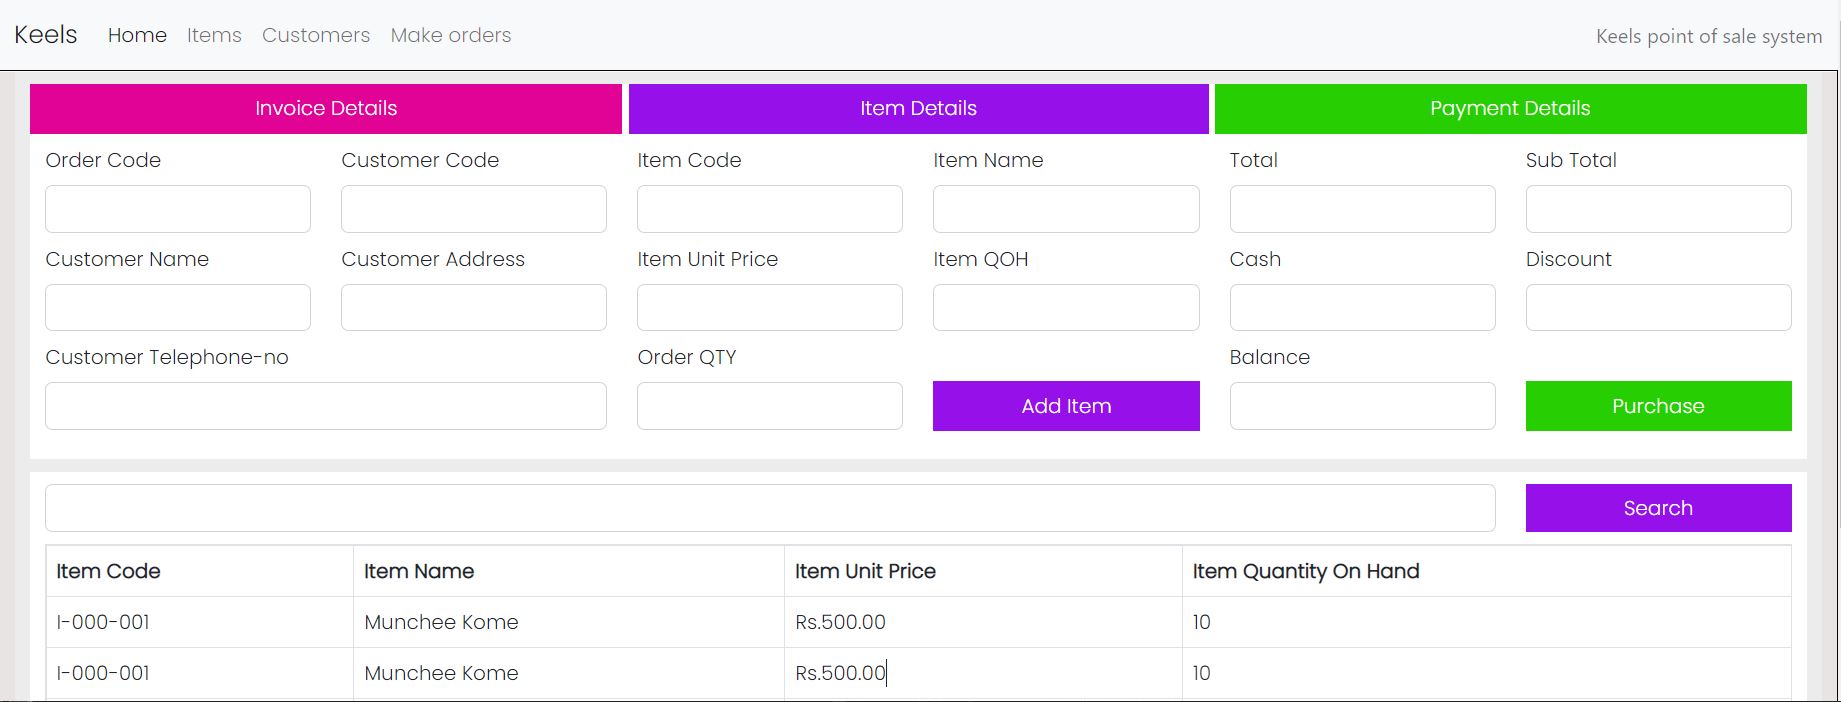 Keels Home Items Customers Make orders Keels point of sale system
Invoice Details Item Details Payment Details
Order Code Customer Code Item Code Item Name Total Sub Total
Customer Name Customer Address Item Unit Price Item QOH Cash Discount
Customer Telephone-no Order QTY Balance
Add Item Purchase
Search
Item Code Item Name Item Unit Price Item Quantity On Hand
I-000-001 Munchee Kome Rs.500.00 10
I-000-001 Munchee Kome Rs.500.00 10